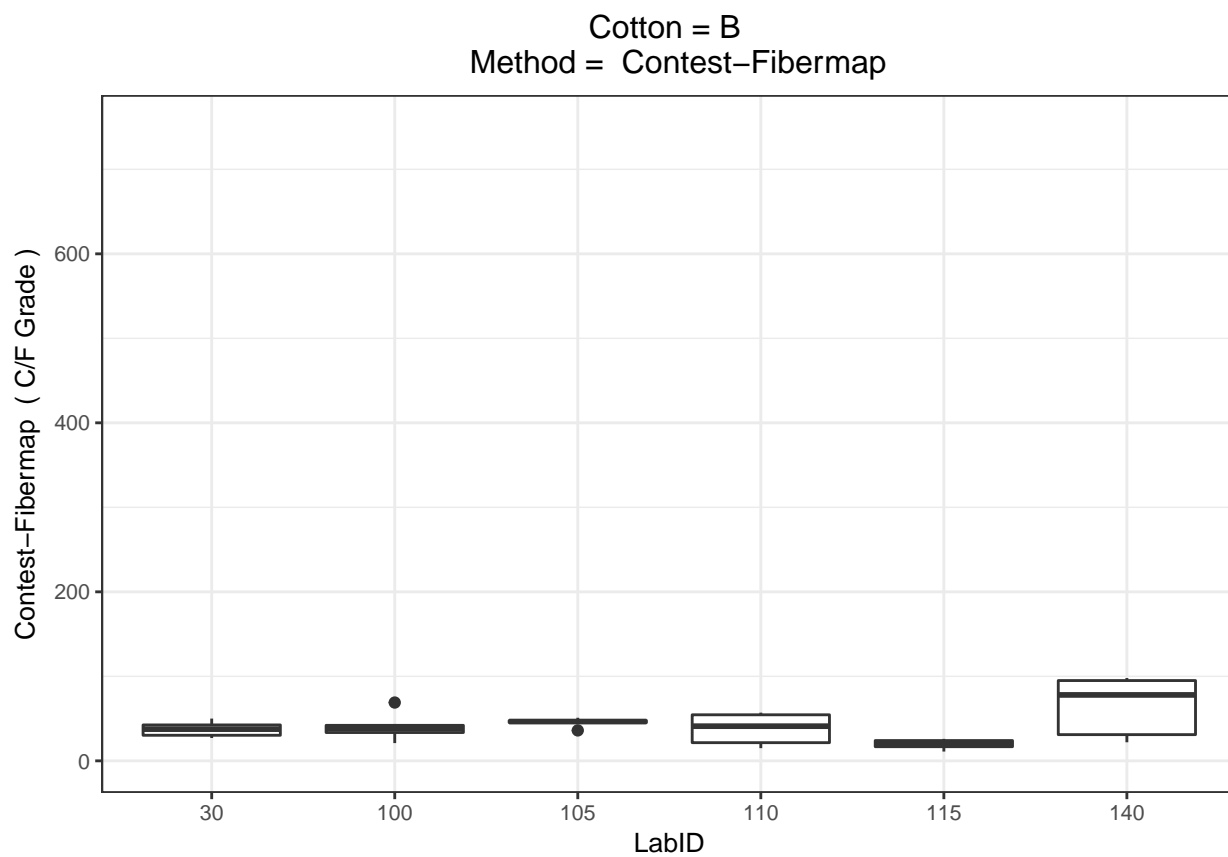 Cotton = B
Method =  Contest−Fibermap
Contest−Fibermap  ( C/F Grade )
600
400
200
0
30 100 105 110 115 140
LabID